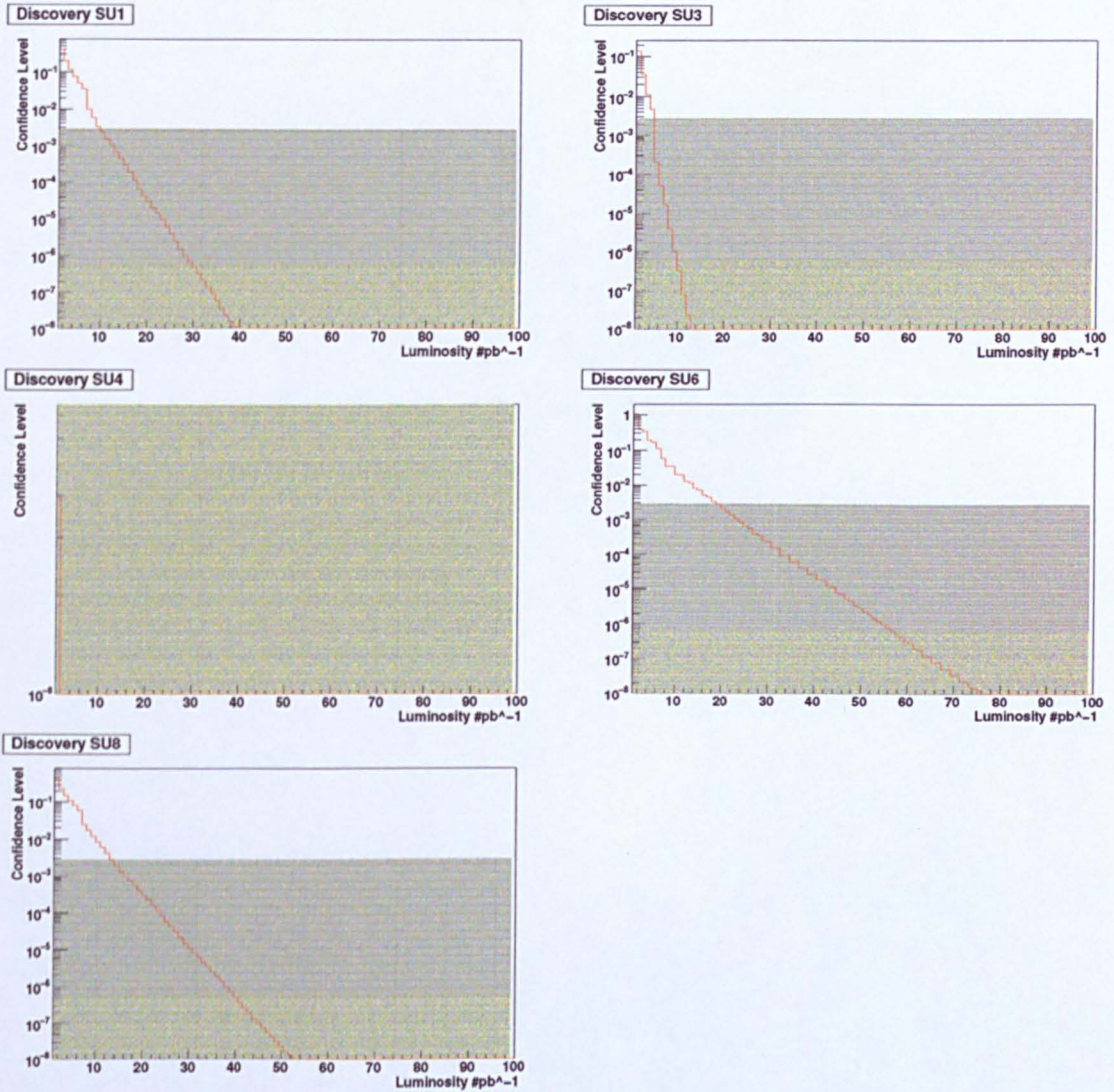 Discovery SU1
Confidence Level
10⁻¹
10⁻²
10⁻³
10⁻⁴
10⁻⁵
10⁻⁶
10⁻⁷
10⁻⁸
10 20 30 40 50 60 70 80 90 100
Luminosity #pb^-1
Discovery SU3
Confidence Level
10⁻¹
10⁻²
10⁻³
10⁻⁴
10⁻⁵
10⁻⁶
10⁻⁷
10⁻⁸
10 20 30 40 50 60 70 80 90 100
Luminosity #pb^-1
Discovery SU4
Confidence Level
10⁻⁸
10 20 30 40 50 60 70 80 90 100
Luminosity #pb^-1
Discovery SU6
Confidence Level
1
10⁻¹
10⁻²
10⁻³
10⁻⁴
10⁻⁵
10⁻⁶
10⁻⁷
10⁻⁸
10 20 30 40 50 60 70 80 90 100
Luminosity #pb^-1
Discovery SU8
Confidence Level
10⁻¹
10⁻²
10⁻³
10⁻⁴
10⁻⁵
10⁻⁶
10⁻⁷
10⁻⁸
10 20 30 40 50 60 70 80 90 100
Luminosity #pb^-1